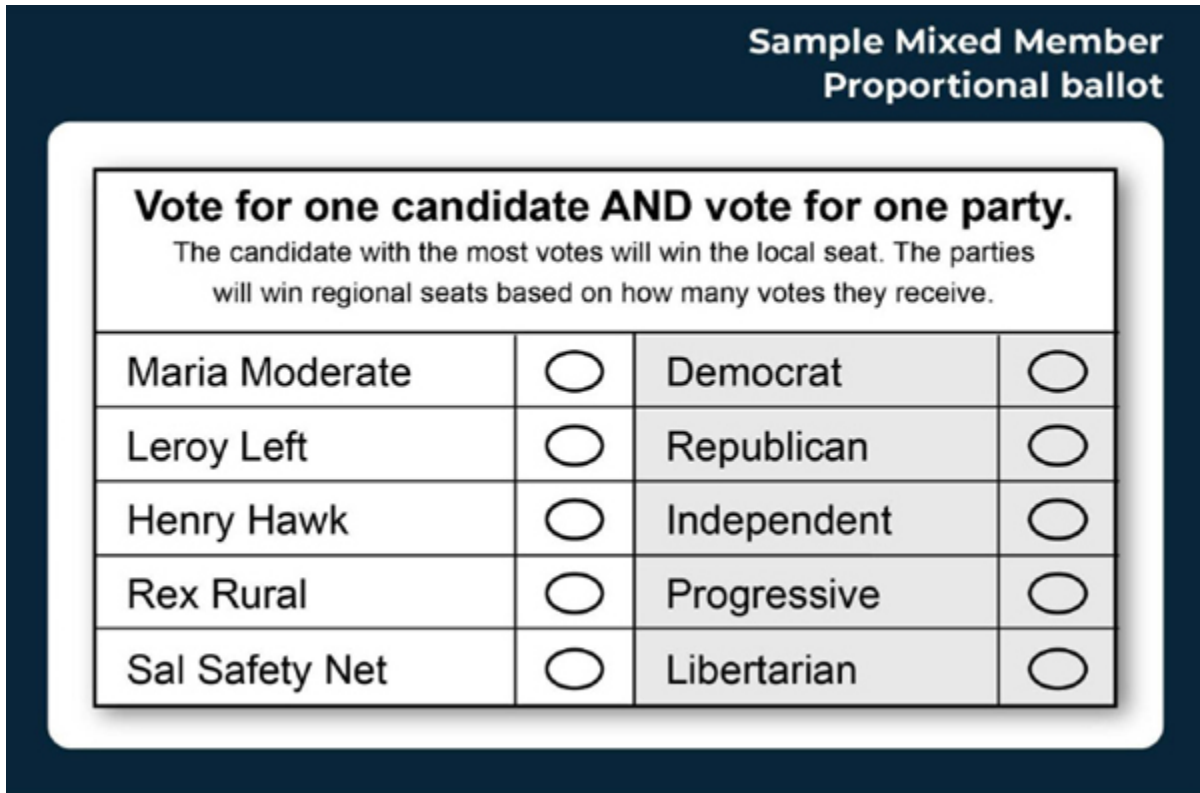 Sample Mixed Member
Proportional ballot
Vote for one candidate AND vote for one party.
The candidate with the most votes will win the local seat. The parties
will win regional seats based on how many votes they receive.
Maria Moderate Democrat
Leroy Left Republican
Henry Hawk Independent
Rex Rural Progressive
Sal Safety Net Libertarian